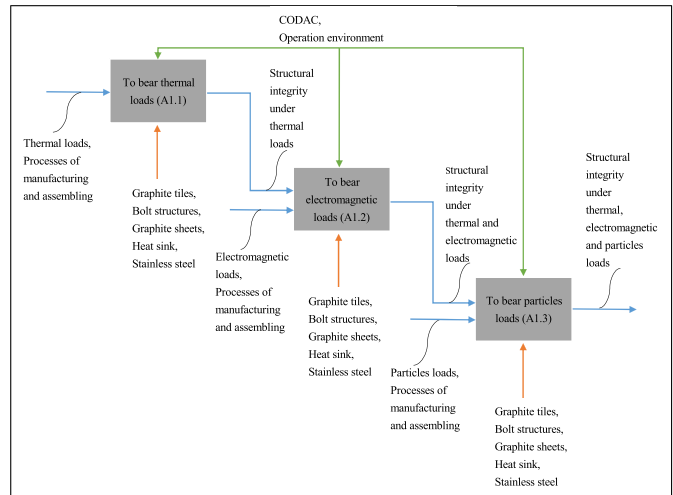 CODAC,
Operation environment
To bear thermal
loads (A1.1)
Structural
integrity
under
thermal
loads
Thermal loads,
Processes of
manufacturing
and assembling
Graphite tiles,
Bolt structures,
Graphite sheets,
Heat sink,
Stainless steel
To bear
electromagnetic
loads (A1.2)
Structural
integrity
under
thermal and
electromagnetic
loads
Structural
integrity
under
thermal,
electromagnetic
and particles
loads
Electromagnetic
loads,
Processes of
manufacturing
and assembling
Graphite tiles,
Bolt structures,
Graphite sheets,
Heat sink,
Stainless steel
To bear particles
loads (A1.3)
Particles loads,
Processes of
manufacturing
and assembling
Graphite tiles,
Bolt structures,
Graphite sheets,
Heat sink,
Stainless steel